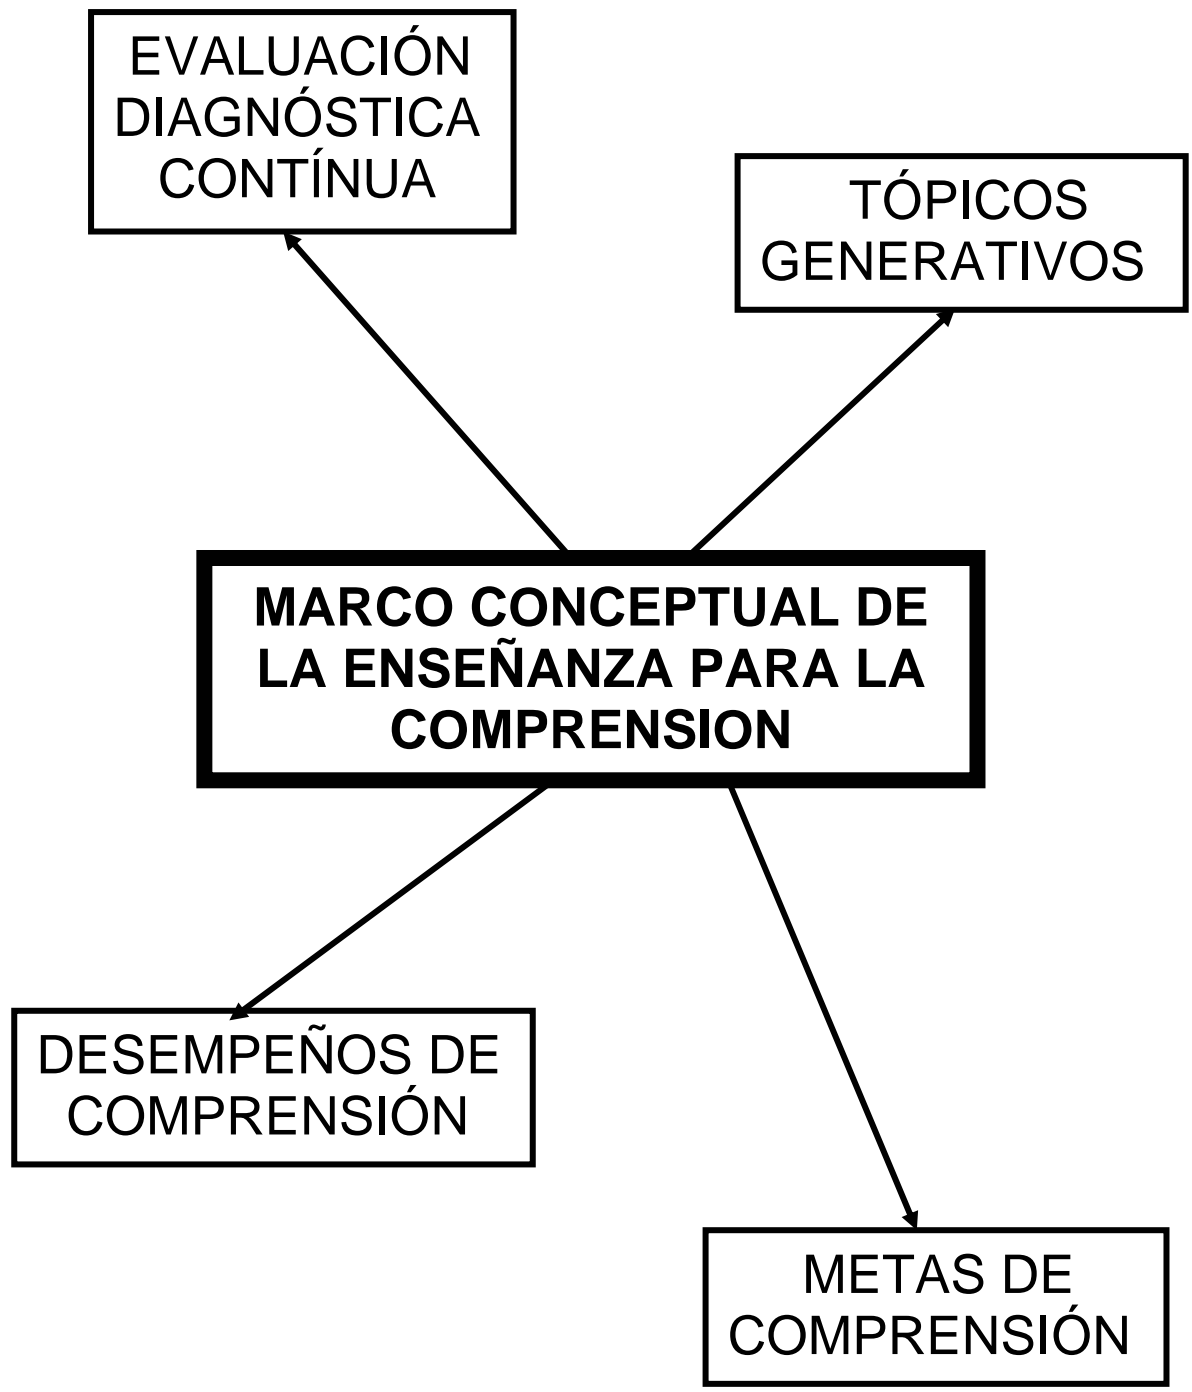 EVALUACIÓN
DIAGNÓSTICA
CONTÍNUA
TÓPICOS
GENERATIVOS
MARCO CONCEPTUAL DE
LA ENSEÑANZA PARA LA
COMPRENSION
DESEMPEÑOS DE
COMPRENSIÓN
METAS DE
COMPRENSIÓN